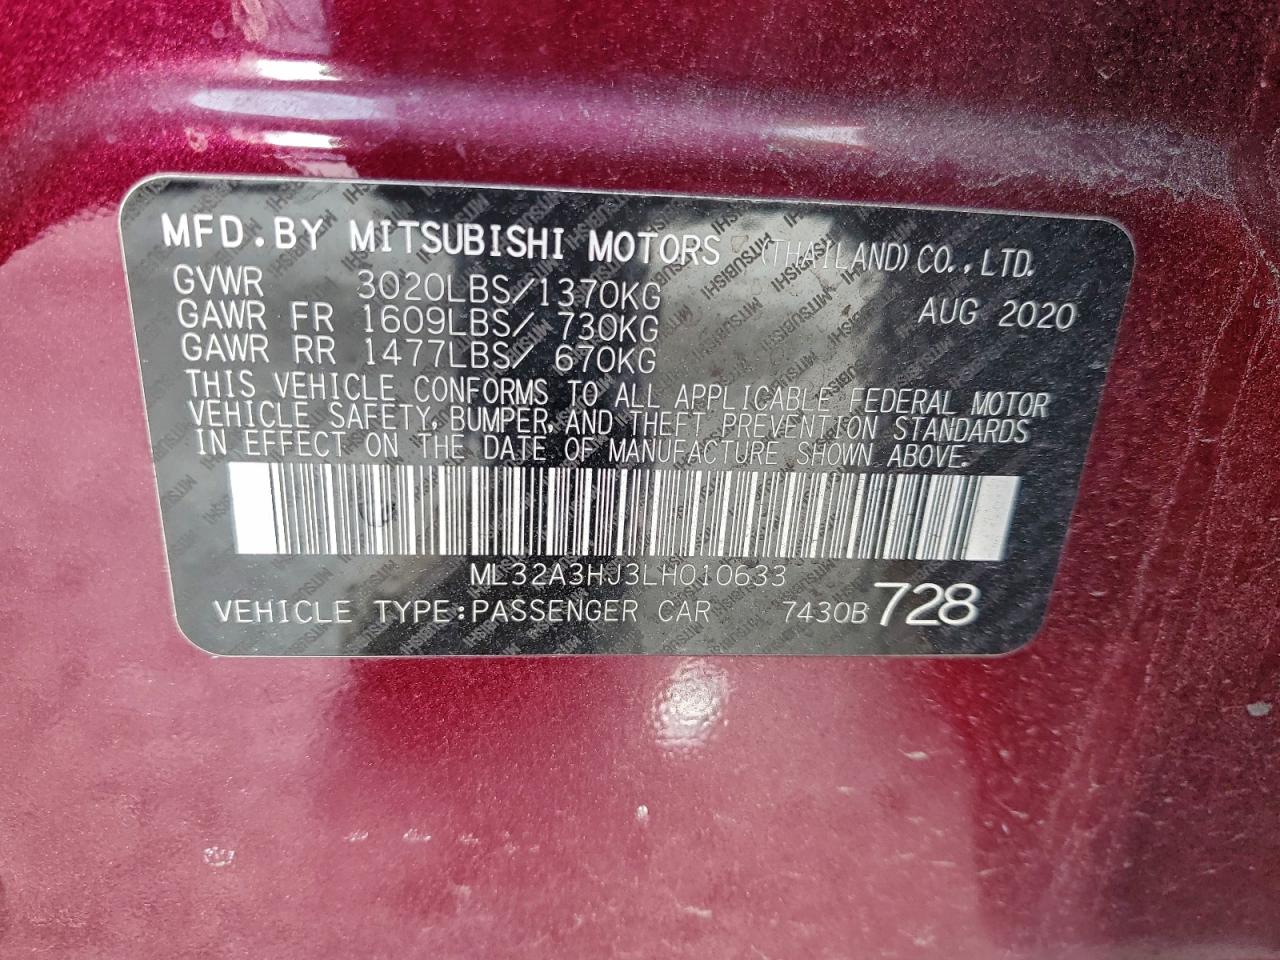 MFD.BY MITSUBISHI MOTORS (THAILAND) CO.,LTD.
GVWR 3020LBS/1370KG AUG 2020
GAWR FR 1609LBS/ 730KG
GAWR RR 1477LBS/ 670KG
THIS VEHICLE CONFORMS TO ALL APPLICABLE FEDERAL MOTOR
VEHICLE SAFETY, BUMPER, AND THEFT PREVENTION STANDARDS
IN EFFECT ON THE DATE OF MANUFACTURE SHOWN ABOVE.
ML32A3HJ3LH010633
VEHICLE TYPE:PASSENGER CAR 7430B 728